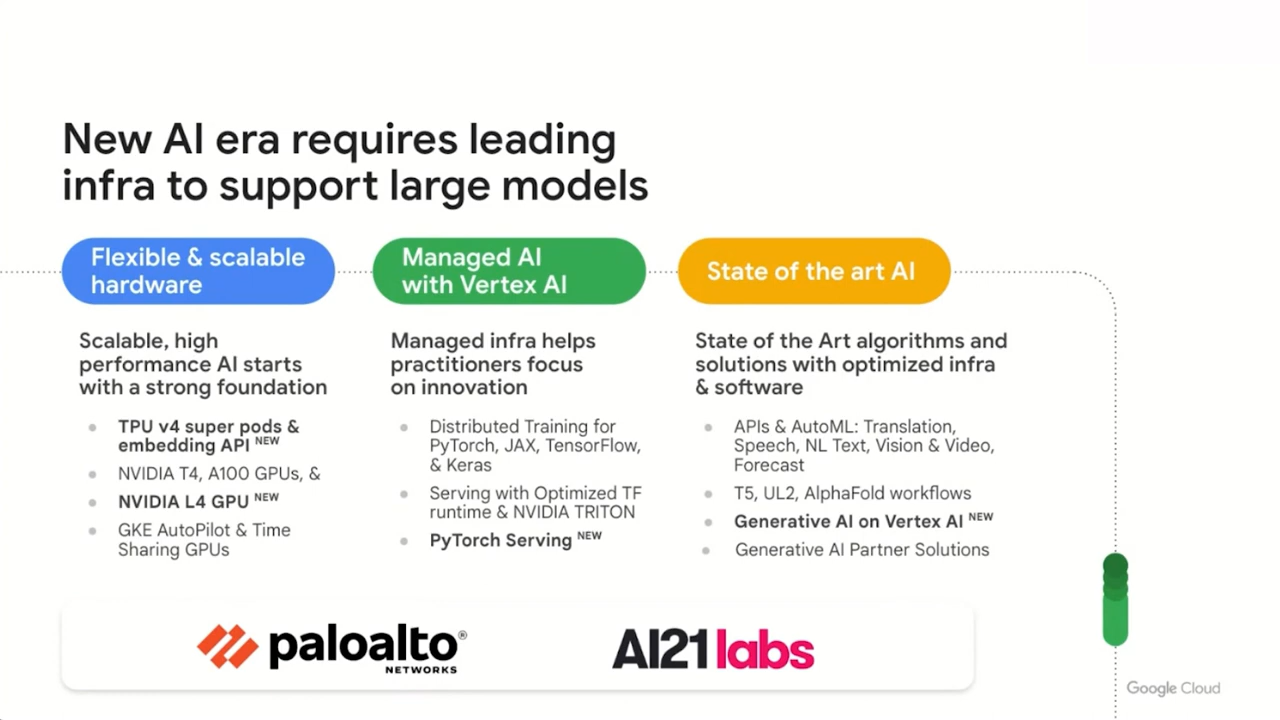 New AI era requires leading
infra to support large models
Flexible & scalable
hardware
Scalable, high
performance AI starts
with a strong foundation
TPU v4 super pods &
embedding API NEW
NVIDIA T4, A100 GPUs, &
NVIDIA L4 GPU NEW
GKE AutoPilot & Time
Sharing GPUs
Managed AI
with Vertex AI
Managed infra helps
practitioners focus
on innovation
Distributed Training for
PyTorch, JAX, TensorFlow,
& Keras
Serving with Optimized TF
runtime & NVIDIA TRITON
PyTorch Serving NEW
State of the art AI
State of the Art algorithms and
solutions with optimized infra
& software
APIs & AutoML: Translation,
Speech, NL Text, Vision & Video,
Forecast
T5, UL2, AlphaFold workflows
Generative AI on Vertex AI NEW
Generative AI Partner Solutions
paloalto®
NETWORKS
AI21labs
Google Cloud